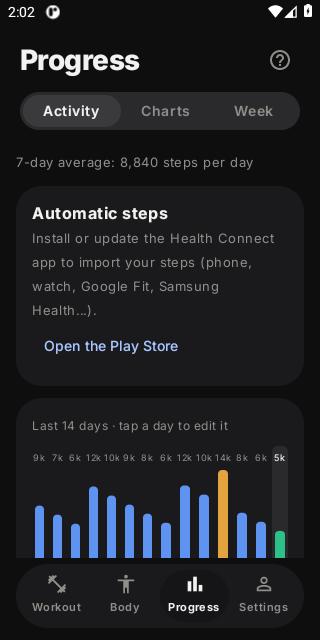 2:02
Progress
Activity Charts Week
7-day average: 8,840 steps per day
Automatic steps
Install or update the Health Connect
app to import your steps (phone,
watch, Google Fit, Samsung
Health...).
Open the Play Store
Last 14 days · tap a day to edit it
9k 7k 6k 12k 10k 9k 8k 6k 12k 10k 14k 8k 6k 5k
Workout Body Progress Settings